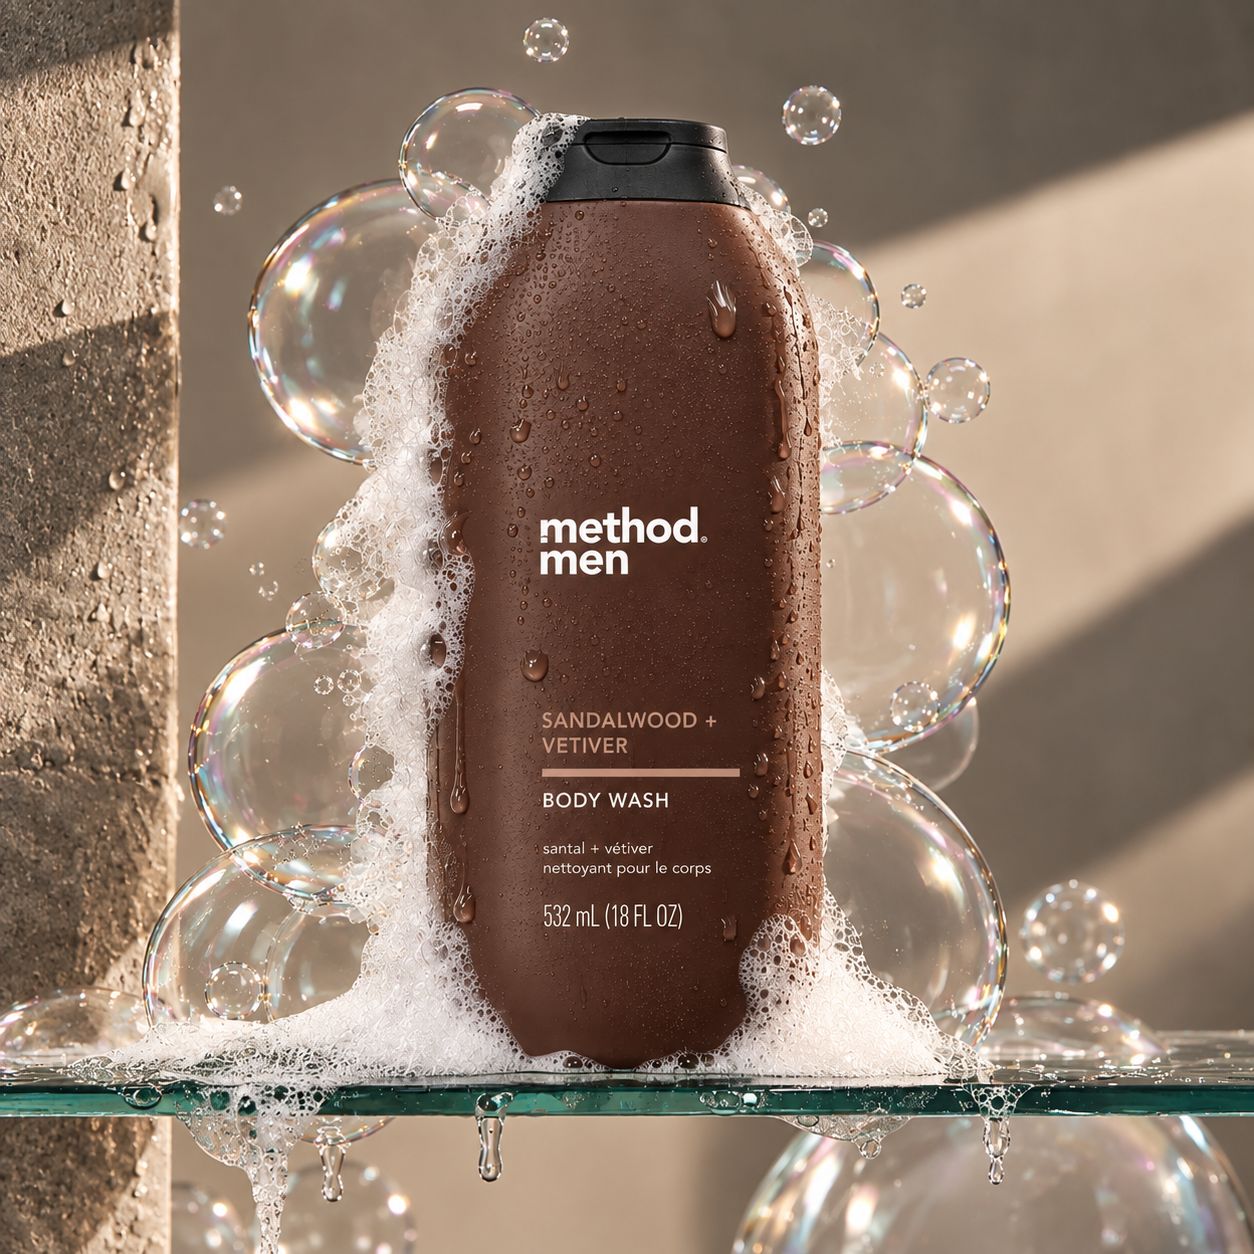 method®
men
SANDALWOOD +
VETIVER
BODY WASH
santal + vétiver
nettoyant pour le corps
532 mL (18 FL OZ)